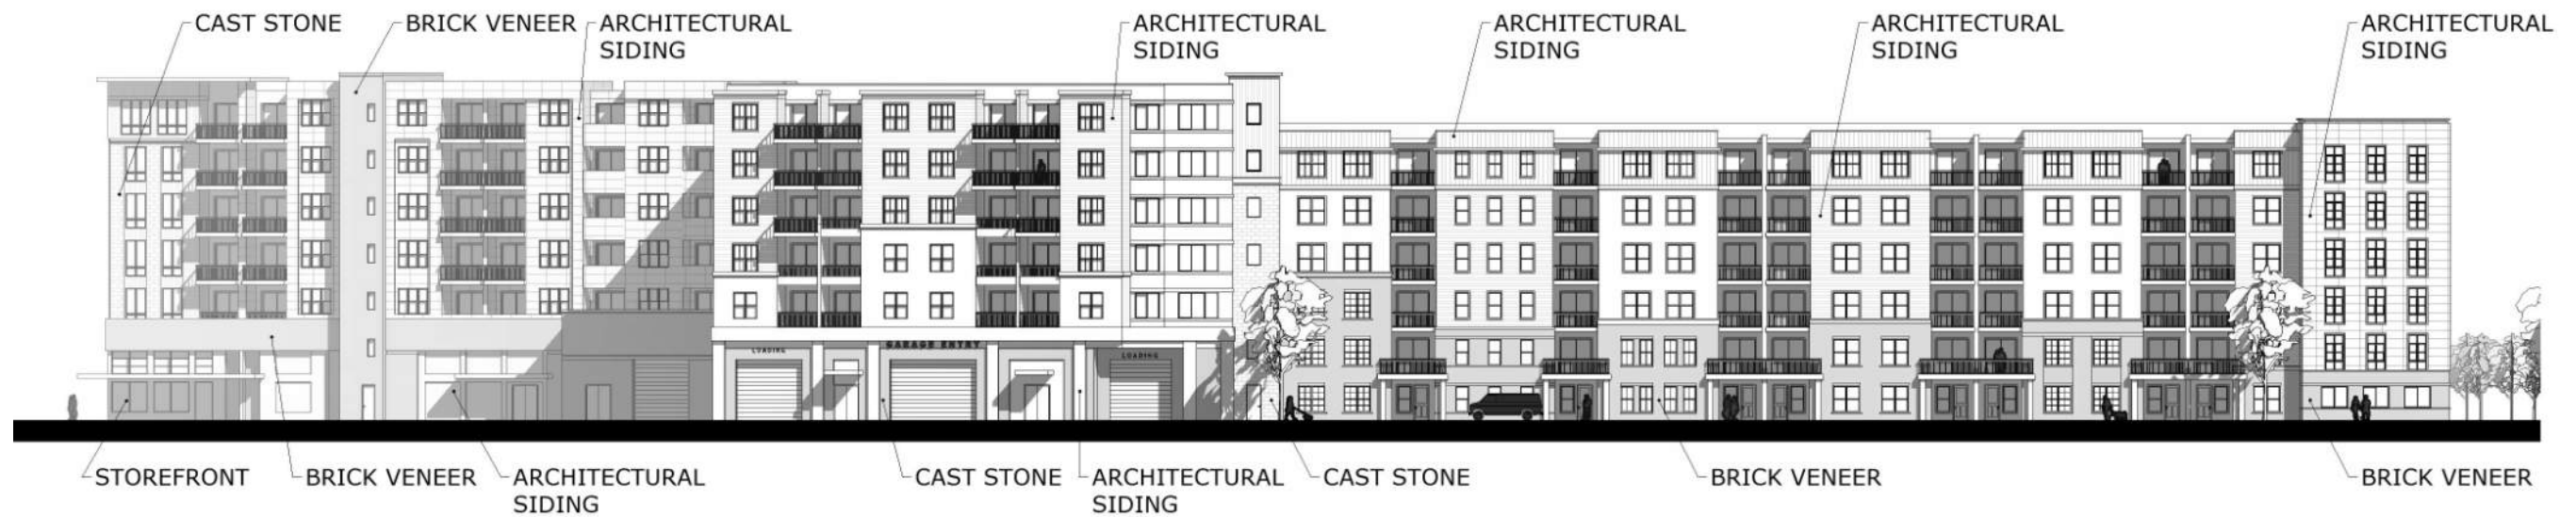 CAST STONE
BRICK VENEER
ARCHITECTURAL
SIDING
ARCHITECTURAL
SIDING
ARCHITECTURAL
SIDING
ARCHITECTURAL
SIDING
ARCHITECTURAL
SIDING
LOADING
GARAGE ENTRY
LOADING
STOREFRONT
BRICK VENEER
ARCHITECTURAL
SIDING
CAST STONE
ARCHITECTURAL
SIDING
CAST STONE
BRICK VENEER
BRICK VENEER